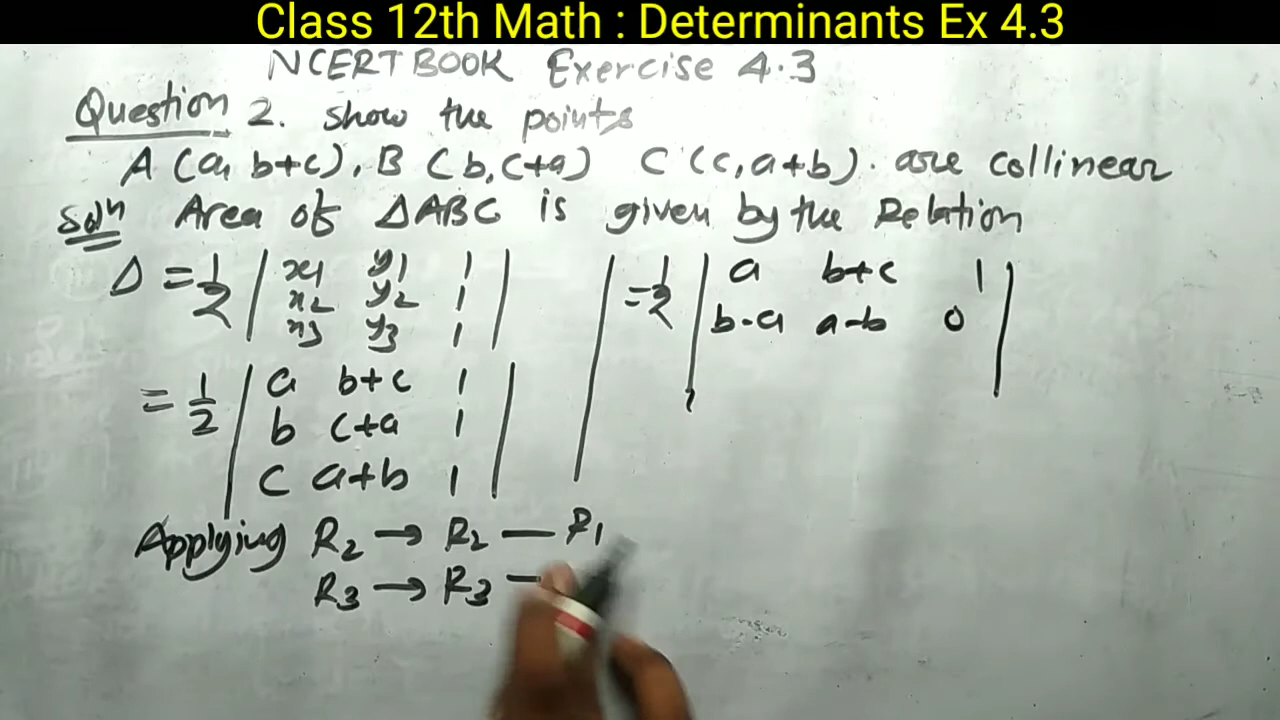 Class 12th Math : Determinants Ex 4.3
NCERT BOOK Exercise 4.3
Question 2. show the points
A (a, b+c), B (b, c+a) C (c, a+b). are collinear
Solⁿ Area of ΔABC is given by the Relation
Δ = 1/2 | x1 y1 1 |
| x2 y2 1 |
| x3 y3 1 |
= 1/2 | a b+c 1 |
| b c+a 1 |
| c a+b 1 |
Applying R2 → R2 — R1
R3 → R3 —
= 1/2 | a b+c 1 |
| b-a a-b 0 |